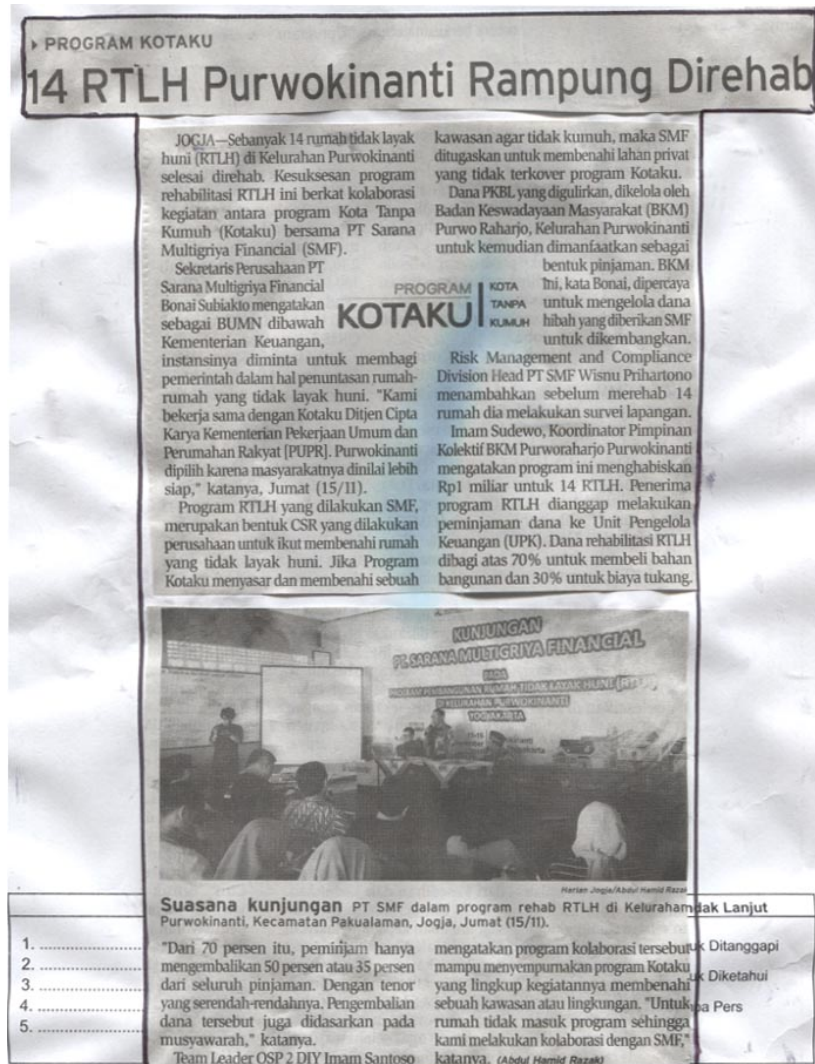 PROGRAM KOTAKU
14 RTLH Purwokinanti Rampung Direhab
JOGJA—Sebanyak 14 rumah tidak layak
huni (RTLH) di Kelurahan Purwokinanti
selesai direhab. Kesuksesan program
rehabilitasi RTLH ini berkat kolaborasi
kegiatan antara program Kota Tanpa
Kumuh (Kotaku) bersama PT Sarana
Multigriya Financial (SMF).
Sekretaris Perusahaan PT
Sarana Multigriya Financial
Bonai Subiakto mengatakan
sebagai BUMN dibawah
Kementerian Keuangan,
instansinya diminta untuk membagi
pemerintah dalam hal penuntasan rumah-
rumah yang tidak layak huni. "Kami
bekerja sama dengan Kotaku Ditjen Cipta
Karya Kementerian Pekerjaan Umum dan
Perumahan Rakyat [PUPR]. Purwokinanti
dipilih karena masyarakatnya dinilai lebih
siap," katanya, Jumat (15/11).
Program RTLH yang dilakukan SMF,
merupakan bentuk CSR yang dilakukan
perusahaan untuk ikut membenahi rumah
yang tidak layak huni. Jika Program
Kotaku menyasar dan membenahi sebuah
kawasan agar tidak kumuh, maka SMF
ditugaskan untuk membenahi lahan privat
yang tidak terkover program Kotaku.
Dana PKBL yang digulirkan, dikelola oleh
Badan Keswadayaan Masyarakat (BKM)
Purwo Raharjo, Kelurahan Purwokinanti
untuk kemudian dimanfaatkan sebagai
bentuk pinjaman. BKM
ini, kata Bonai, dipercaya
untuk mengelola dana
hibah yang diberikan SMF
untuk dikembangkan.
Risk Management and Compliance
Division Head PT SMF Wisnu Prihartono
menambahkan sebelum merehab 14
rumah dia melakukan survei lapangan.
Imam Sudewo, Koordinator Pimpinan
Kolektif BKM Purworaharjo Purwokinanti
mengatakan program ini menghabiskan
Rp1 miliar untuk 14 RTLH. Penerima
program RTLH dianggap melakukan
peminjaman dana ke Unit Pengelola
Keuangan (UPK). Dana rehabilitasi RTLH
dibagi atas 70% untuk membeli bahan
bangunan dan 30% untuk biaya tukang.
PROGRAM
KOTAKU
KOTA
TANPA
KUMUH
KUNJUNGAN
PT. SARANA MULTIGRIYA FINANCIAL
PADA
PROGRAM PEMBANGUNAN RUMAH TIDAK LAYAK HUNI (RTLH)
DI KELURAHAN PURWOKINANTI
YOGYAKARTA
Harian Jogja/Abdul Hamid Razak
Suasana kunjungan PT SMF dalam program rehab RTLH di Kelurahan
Purwokinanti, Kecamatan Pakualaman, Jogja, Jumat (15/11).
"Dari 70 persen itu, peminjam hanya
mengembalikan 50 persen atau 35 persen
dari seluruh pinjaman. Dengan tenor
yang serendah-rendahnya. Pengembalian
dana tersebut juga didasarkan pada
musyawarah," katanya.
Team Leader OSP 2 DIY Imam Santoso
mengatakan program kolaborasi tersebut
mampu menyempurnakan program Kotaku
yang lingkup kegiatannya membenahi
sebuah kawasan atau lingkungan. "Untuk
rumah tidak masuk program sehingga
kami melakukan kolaborasi dengan SMF,"
katanya. (Abdul Hamid Razak)
1. ....................
2. ....................
3. ....................
4. ....................
5. ....................
dak Lanjut
k Ditanggapi
k Diketahui
pa Pers